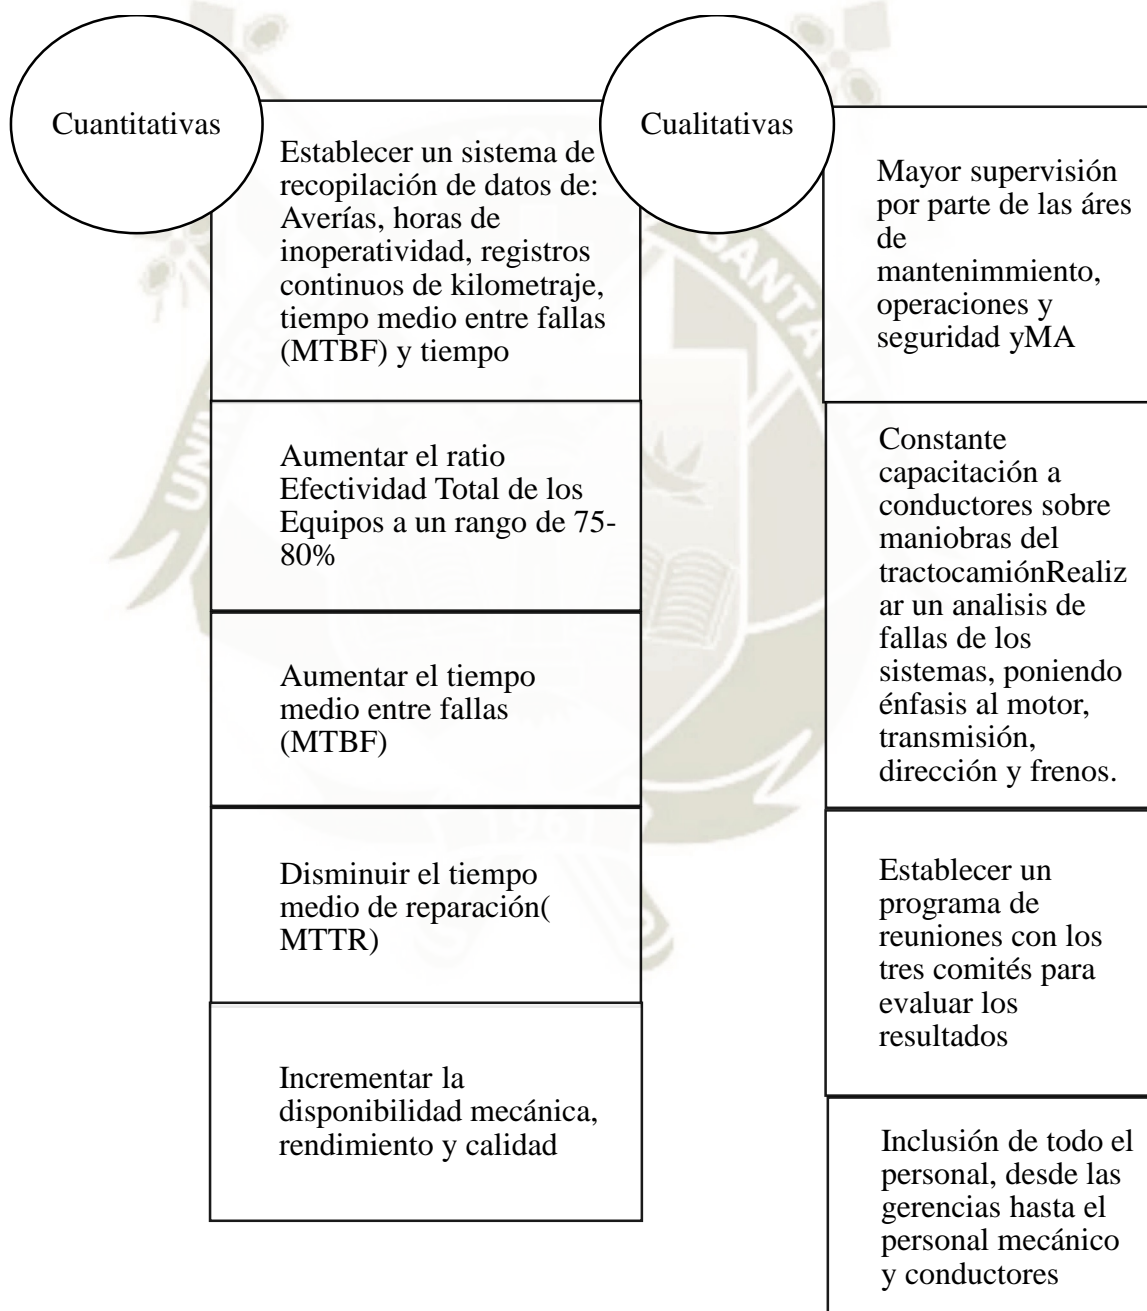 Cuantitativas
Establecer un sistema de
recopilación de datos de:
Averías, horas de
inoperatividad, registros
continuos de kilometraje,
tiempo medio entre fallas
(MTBF) y tiempo
Aumentar el ratio
Efectividad Total de los
Equipos a un rango de 75-
80%
Aumentar el tiempo
medio entre fallas
(MTBF)
Disminuir el tiempo
medio de reparación(
MTTR)
Incrementar la
disponibilidad mecánica,
rendimiento y calidad
Cualitativas
Mayor supervisión
por parte de las áres
de
mantenimmiento,
operaciones y
seguridad yMA
Constante
capacitación a
conductores sobre
maniobras del
tractocamiónRealiz
ar un analisis de
fallas de los
sistemas, poniendo
énfasis al motor,
transmisión,
dirección y frenos.
Establecer un
programa de
reuniones con los
tres comités para
evaluar los
resultados
Inclusión de todo el
personal, desde las
gerencias hasta el
personal mecánico
y conductores